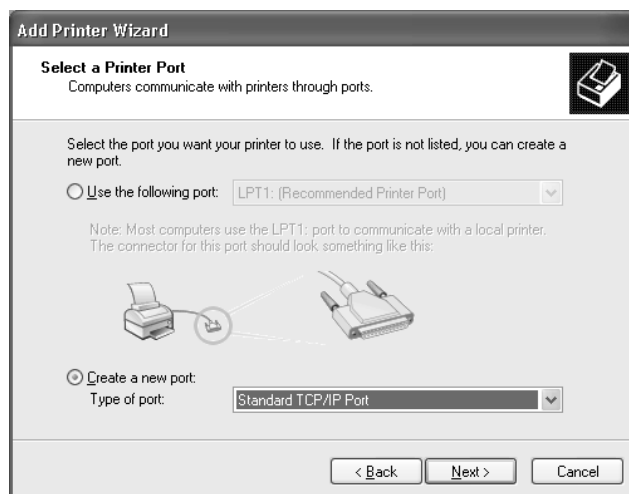 Add Printer Wizard
Select a Printer Port
Computers communicate with printers through ports.
Select the port you want your printer to use. If the port is not listed, you can create a
new port.
Use the following port: LPT1: (Recommended Printer Port)
Note: Most computers use the LPT1: port to communicate with a local printer.
The connector for this port should look something like this:
Create a new port:
Type of port: Standard TCP/IP Port
< Back Next > Cancel